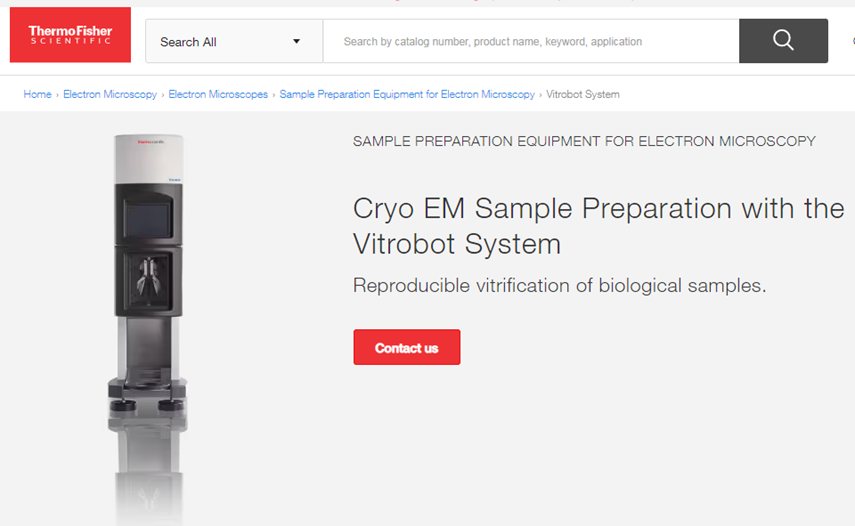 ThermoFisher
SCIENTIFIC
Search All
Search by catalog number, product name, keyword, application
Home › Electron Microscopy › Electron Microscopes › Sample Preparation Equipment for Electron Microscopy › Vitrobot System
SAMPLE PREPARATION EQUIPMENT FOR ELECTRON MICROSCOPY
Cryo EM Sample Preparation with the
Vitrobot System
Reproducible vitrification of biological samples.
Contact us